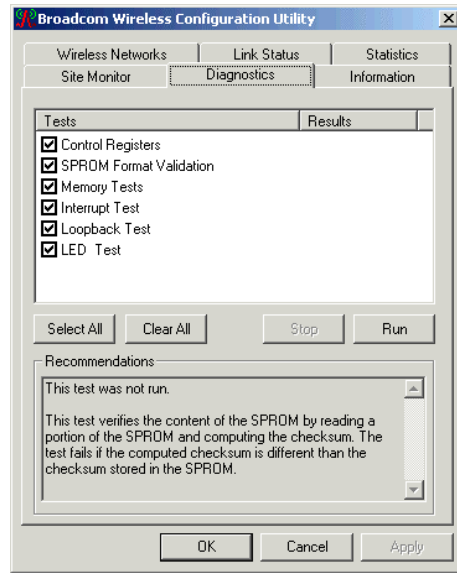 Broadcom Wireless Configuration Utility
Wireless Networks Link Status Statistics
Site Monitor Diagnostics Information
Tests Results
Control Registers
SPROM Format Validation
Memory Tests
Interrupt Test
Loopback Test
LED Test
Select All Clear All Stop Run
Recommendations
This test was not run.
This test verifies the content of the SPROM by reading a
portion of the SPROM and computing the checksum. The
test fails if the computed checksum is different than the
checksum stored in the SPROM.
OK Cancel Apply